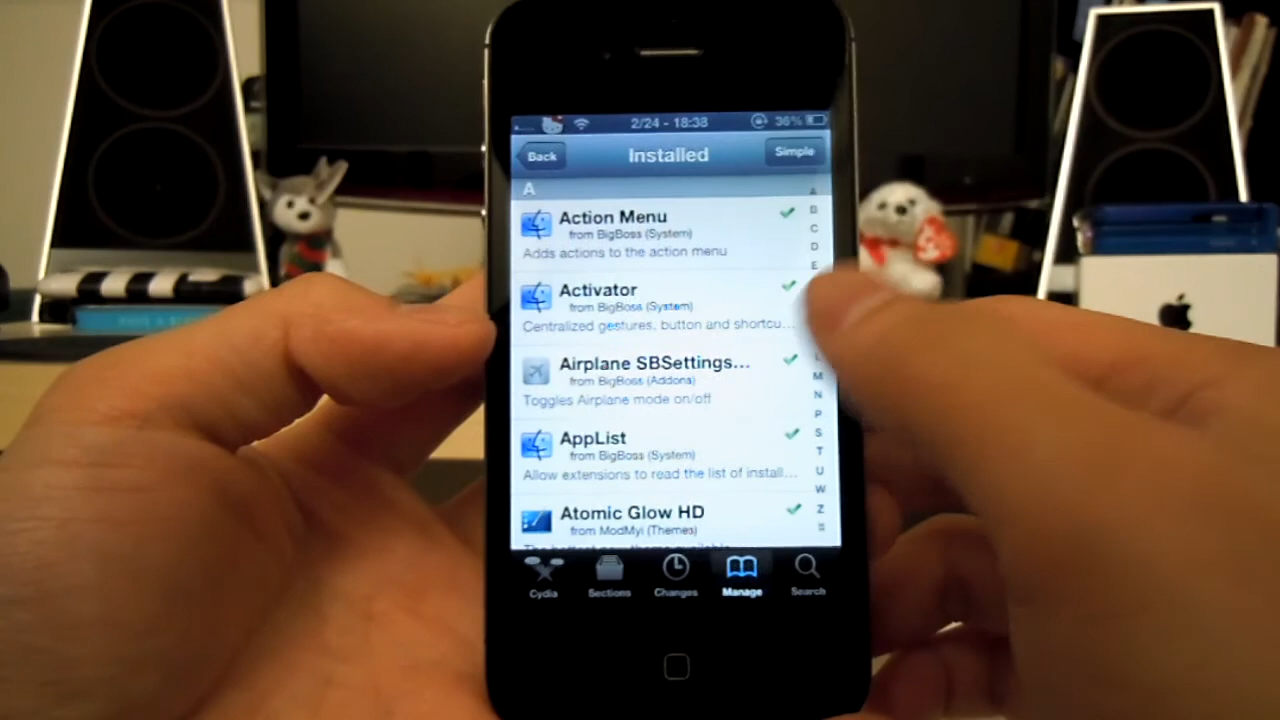 2/24 - 18:38
36%
Back
Installed
Simple
A
Action Menu
from BigBoss (System)
Adds actions to the action menu
Activator
from BigBoss (System)
Centralized gestures, button and shortcu...
Airplane SBSettings...
from BigBoss (Addons)
Toggles Airplane mode on/off
AppList
from BigBoss (System)
Allow extensions to read the list of install...
Atomic Glow HD
from ModMyi (Themes)
A
B
C
D
E
L
M
N
P
S
T
U
W
Z
#
Cydia
Sections
Changes
Manage
Search